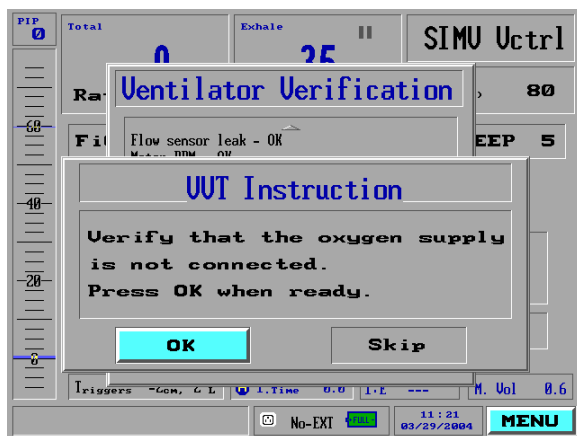 PIP
0
Total
Exhale
SIMV Vctrl
80
Ventilator Verification
Flow sensor leak - OK
EEP 5
60
VVT Instruction
40
Verify that the oxygen supply
is not connected.
Press OK when ready.
20
OK
Skip
0
Triggers
I.Time
0.0
I:E
---
M. Vol
0.6
No-EXT
FULL
11:21
03/29/2004
MENU